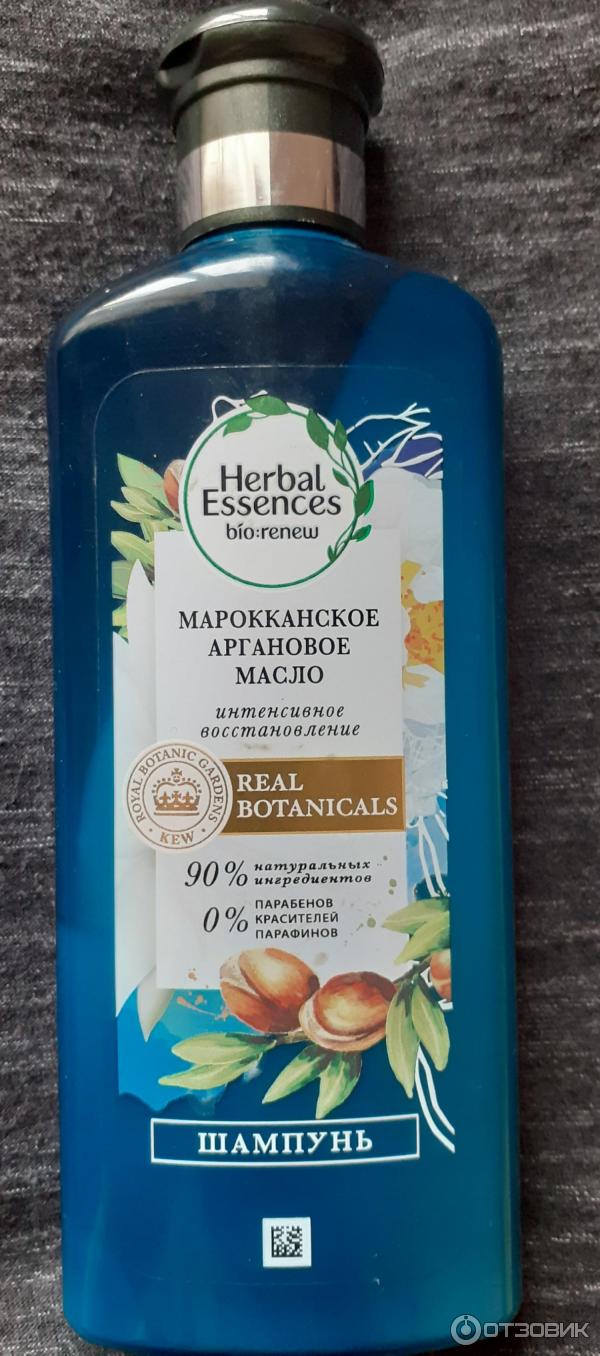 Herbal
Essences
bio:renew
МАРОККАНСКОЕ
АРГАНОВОЕ
МАСЛО
интенсивное
восстановление
ROYAL BOTANIC GARDENS
• KEW •
REAL
BOTANICALS
90% натуральных
ингредиентов
0% ПАРАБЕНОВ
КРАСИТЕЛЕЙ
ПАРАФИНОВ
ШАМПУНЬ
ОТЗОВИК